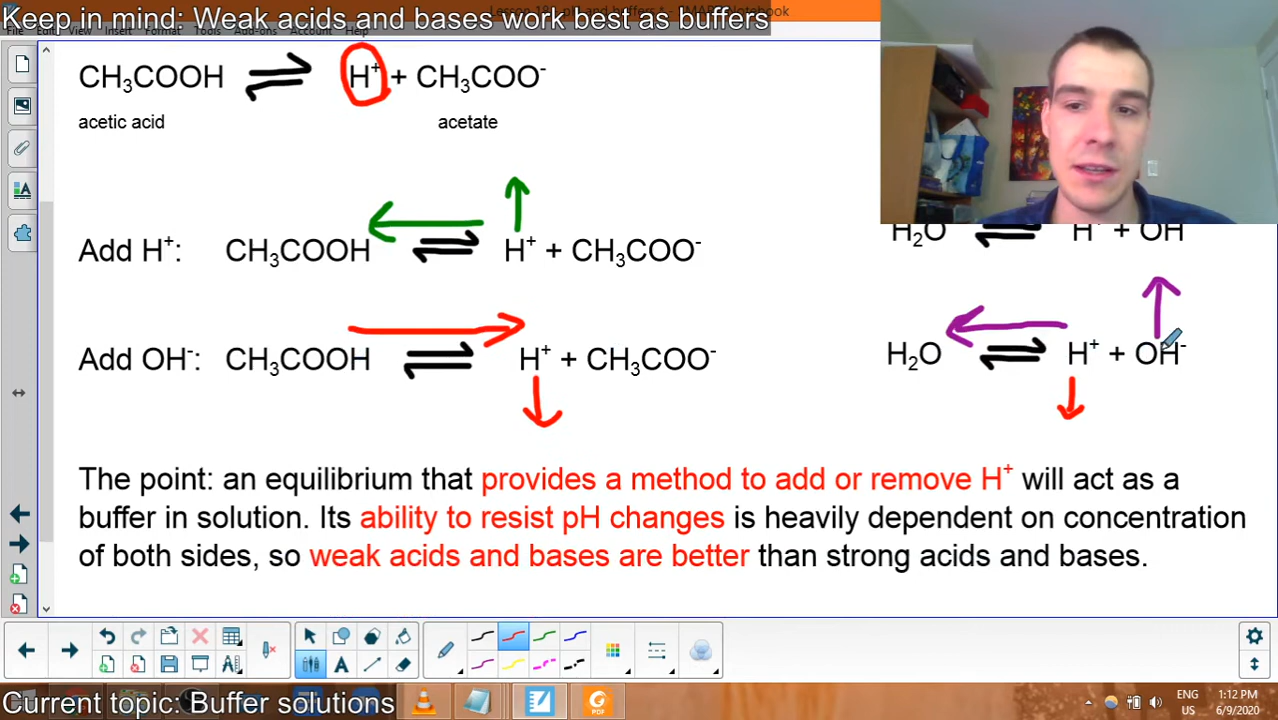 Keep in mind: Weak acids and bases work best as buffers
CH₃COOH ⇌ H⁺ + CH₃COO⁻
acetic acid acetate
Add H⁺: CH₃COOH ⇌ H⁺ + CH₃COO⁻
H₂O ⇌ H⁺ + OH
Add OH⁻: CH₃COOH ⇌ H⁺ + CH₃COO⁻
H₂O ⇌ H⁺ + OH⁻
The point: an equilibrium that provides a method to add or remove H⁺ will act as a
buffer in solution. Its ability to resist pH changes is heavily dependent on concentration
of both sides, so weak acids and bases are better than strong acids and bases.
Current topic: Buffer solutions
PDF
ENG
US
1:12 PM
6/9/2020